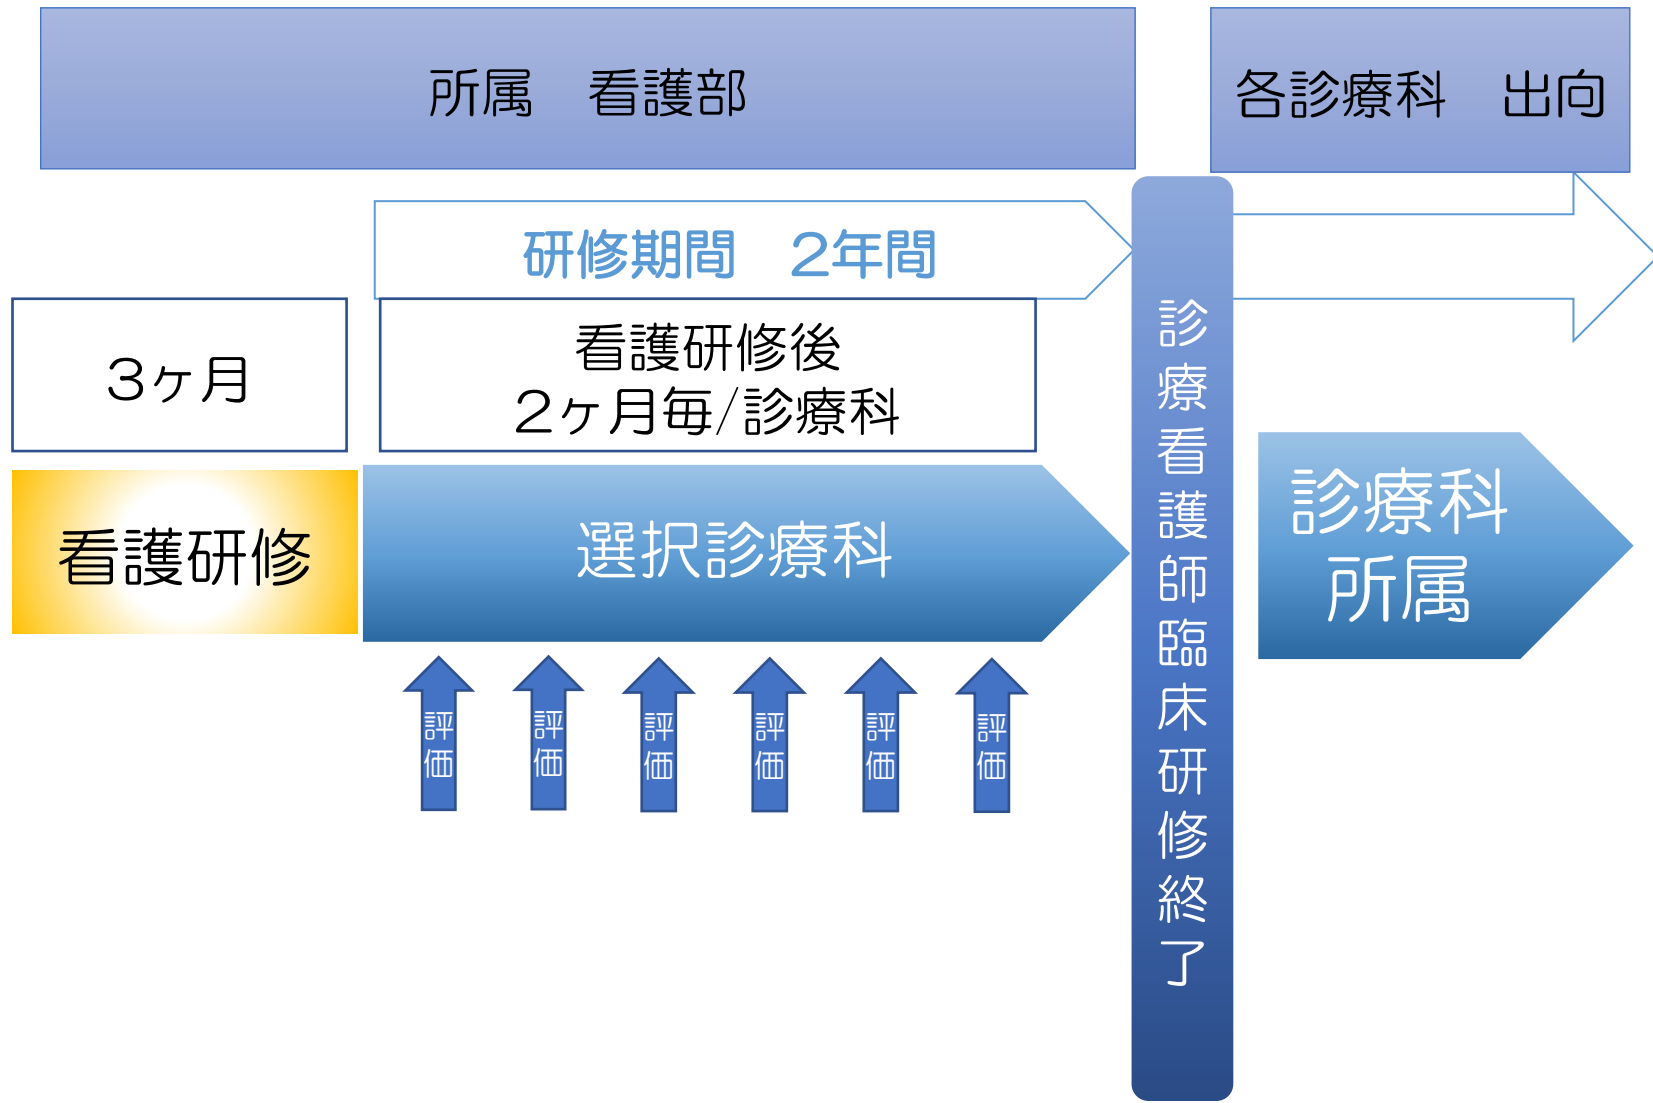 所属　看護部
各診療科　出向
研修期間　2年間
3ヶ月
看護研修後
2ヶ月毎/診療科
看護研修
選択診療科
評価
評価
評価
評価
評価
評価
診療看護師臨床研修終了
診療科
所属